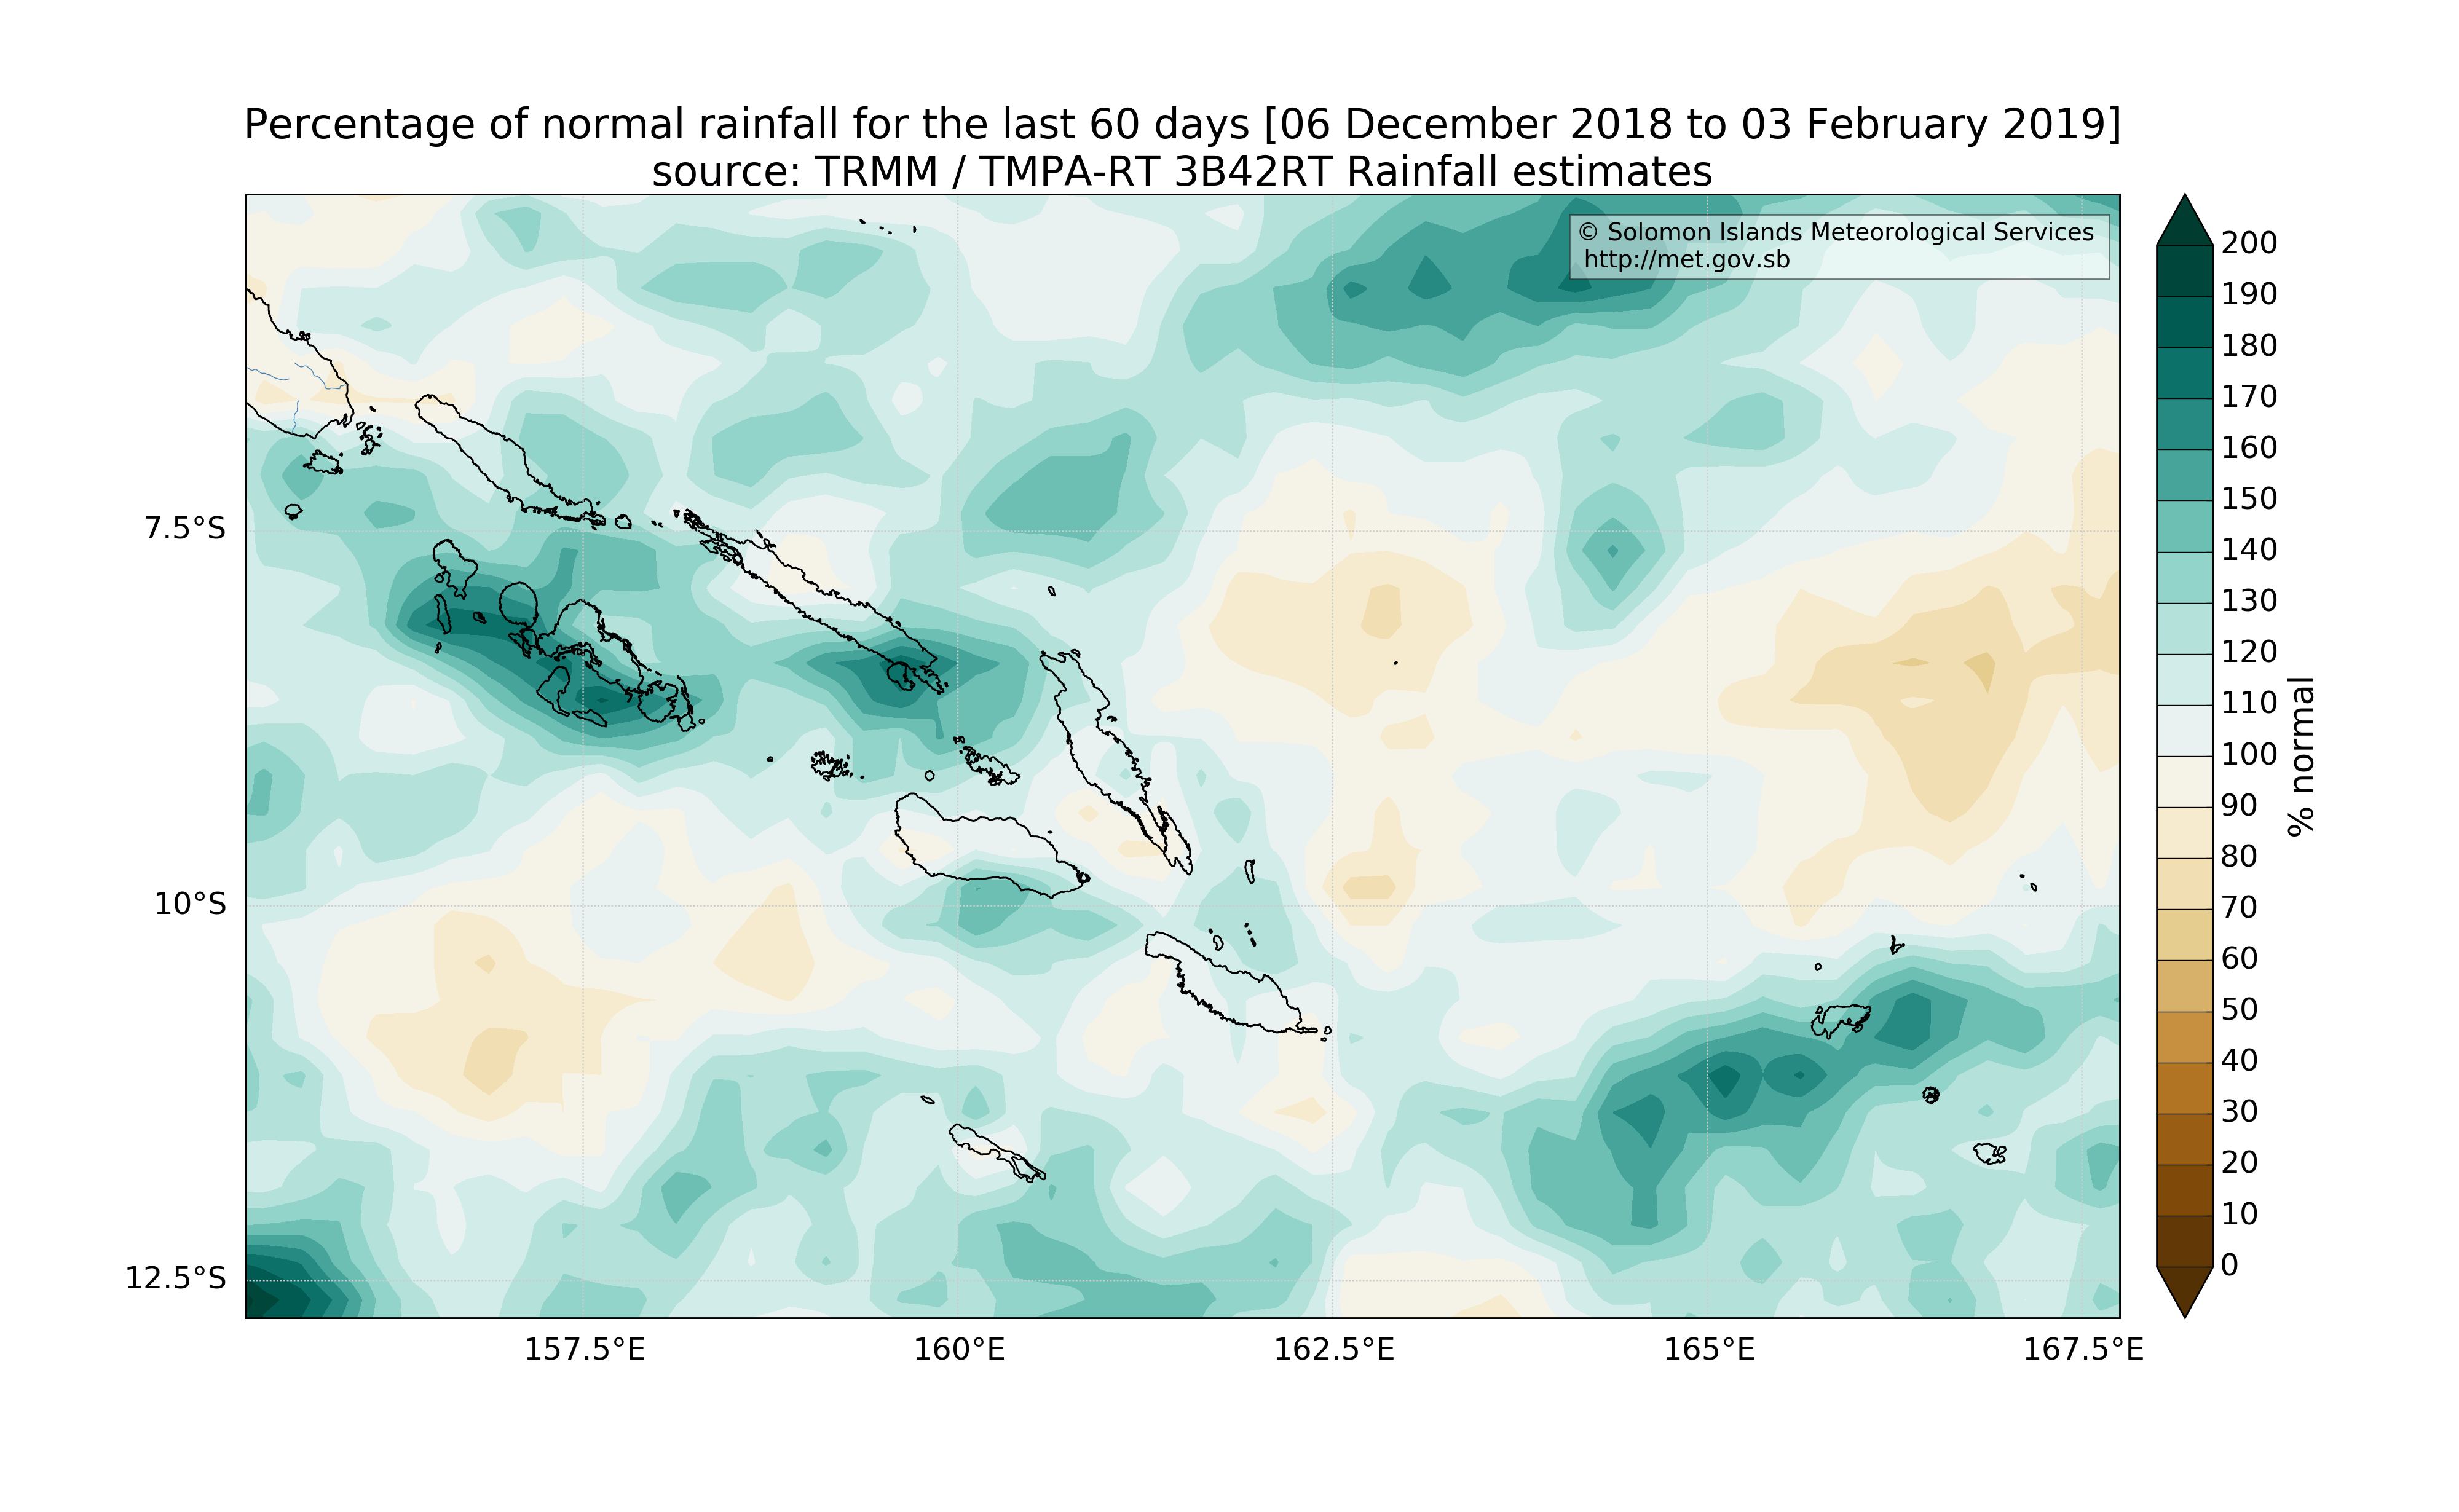 Percentage of normal rainfall for the last 60 days [06 December 2018 to 03 February 2019]
source: TRMM / TMPA-RT 3B42RT Rainfall estimates
© Solomon Islands Meteorological Services
http://met.gov.sb
7.5°S
10°S
12.5°S
157.5°E
160°E
162.5°E
165°E
167.5°E
200
190
180
170
160
150
140
130
120
110
100
90
80
70
60
50
40
30
20
10
0
% normal